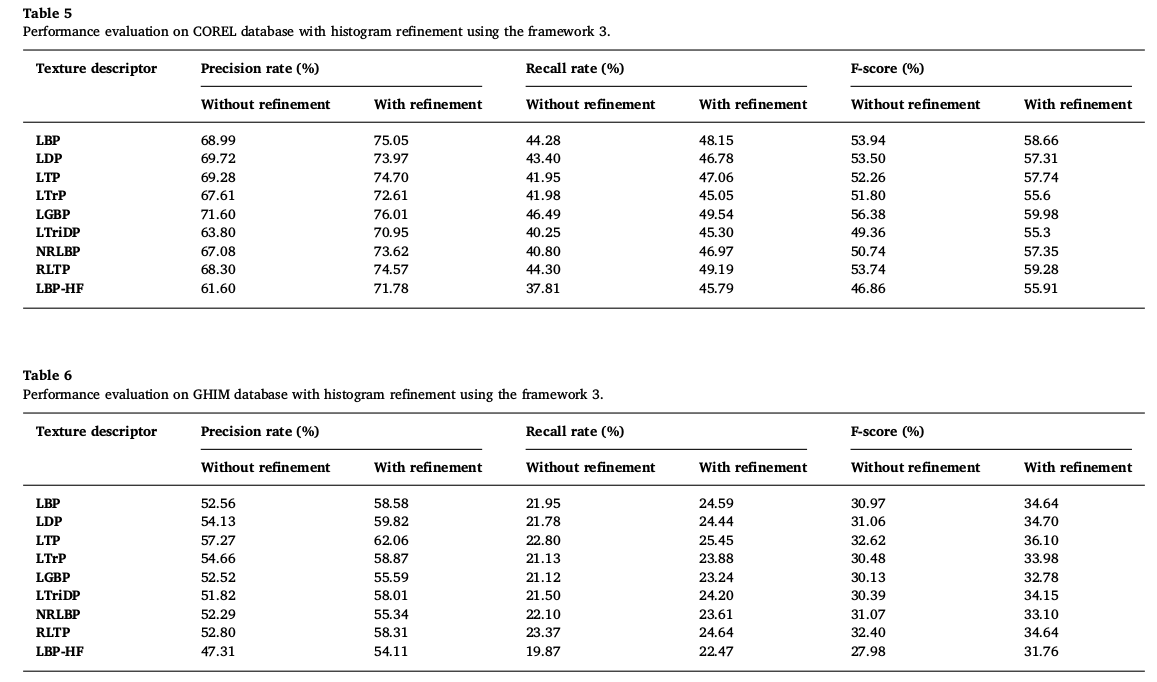 Table 5
Performance evaluation on COREL database with histogram refinement using the framework 3.
Texture descriptor Precision rate (%) Recall rate (%) F-score (%)
Without refinement With refinement Without refinement With refinement Without refinement With refinement
LBP 68.99 75.05 44.28 48.15 53.94 58.66
LDP 69.72 73.97 43.40 46.78 53.50 57.31
LTP 69.28 74.70 41.95 47.06 52.26 57.74
LTrP 67.61 72.61 41.98 45.05 51.80 55.6
LGBP 71.60 76.01 46.49 49.54 56.38 59.98
LTriDP 63.80 70.95 40.25 45.30 49.36 55.3
NRLBP 67.08 73.62 40.80 46.97 50.74 57.35
RLTP 68.30 74.57 44.30 49.19 53.74 59.28
LBP-HF 61.60 71.78 37.81 45.79 46.86 55.91
Table 6
Performance evaluation on GHIM database with histogram refinement using the framework 3.
Texture descriptor Precision rate (%) Recall rate (%) F-score (%)
Without refinement With refinement Without refinement With refinement Without refinement With refinement
LBP 52.56 58.58 21.95 24.59 30.97 34.64
LDP 54.13 59.82 21.78 24.44 31.06 34.70
LTP 57.27 62.06 22.80 25.45 32.62 36.10
LTrP 54.66 58.87 21.13 23.88 30.48 33.98
LGBP 52.52 55.59 21.12 23.24 30.13 32.78
LTriDP 51.82 58.01 21.50 24.20 30.39 34.15
NRLBP 52.29 55.34 22.10 23.61 31.07 33.10
RLTP 52.80 58.31 23.37 24.64 32.40 34.64
LBP-HF 47.31 54.11 19.87 22.47 27.98 31.76